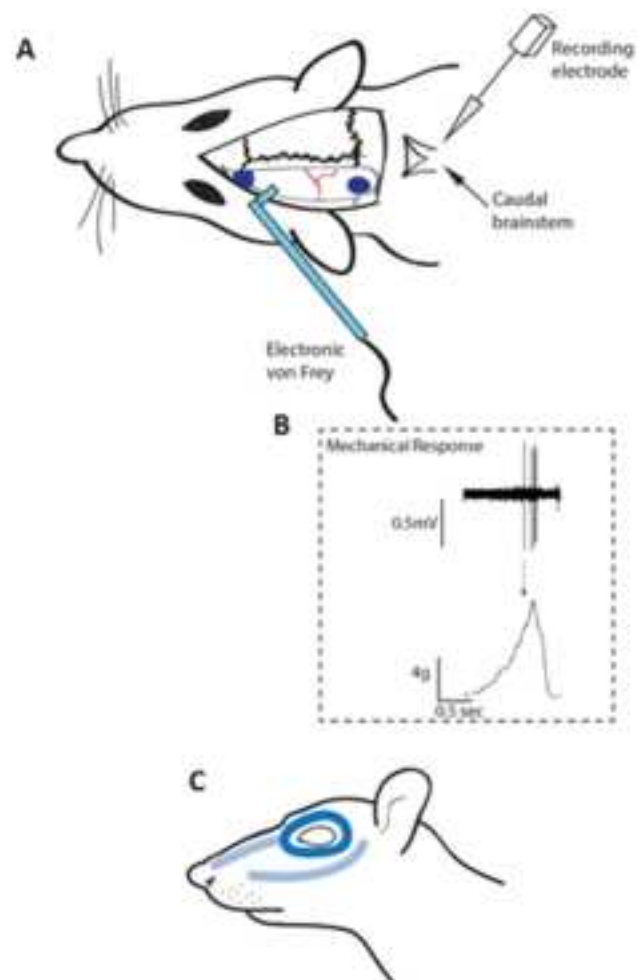 A
Recording
electrode
Caudal
brainstem
Electronic
von Frey
B
Mechanical Response
0.5mV
4g
0.5 sec
C